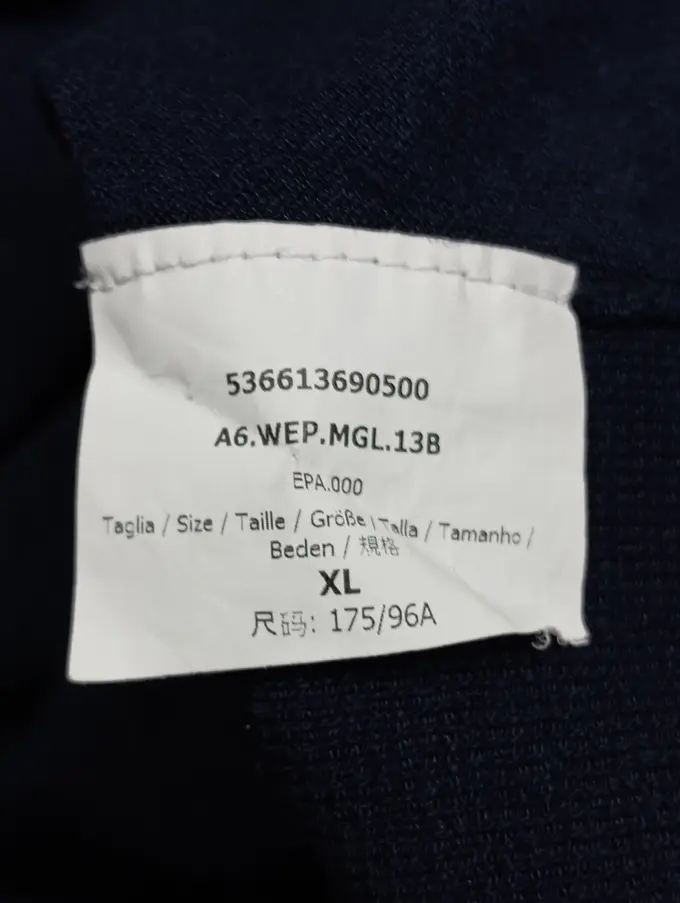 536613690500
A6.WEP.MGL.13B
EPA.000
Taglia / Size / Taille / Größe \ Talla / Tamanho /
Beden / 規格
XL
尺码: 175/96A